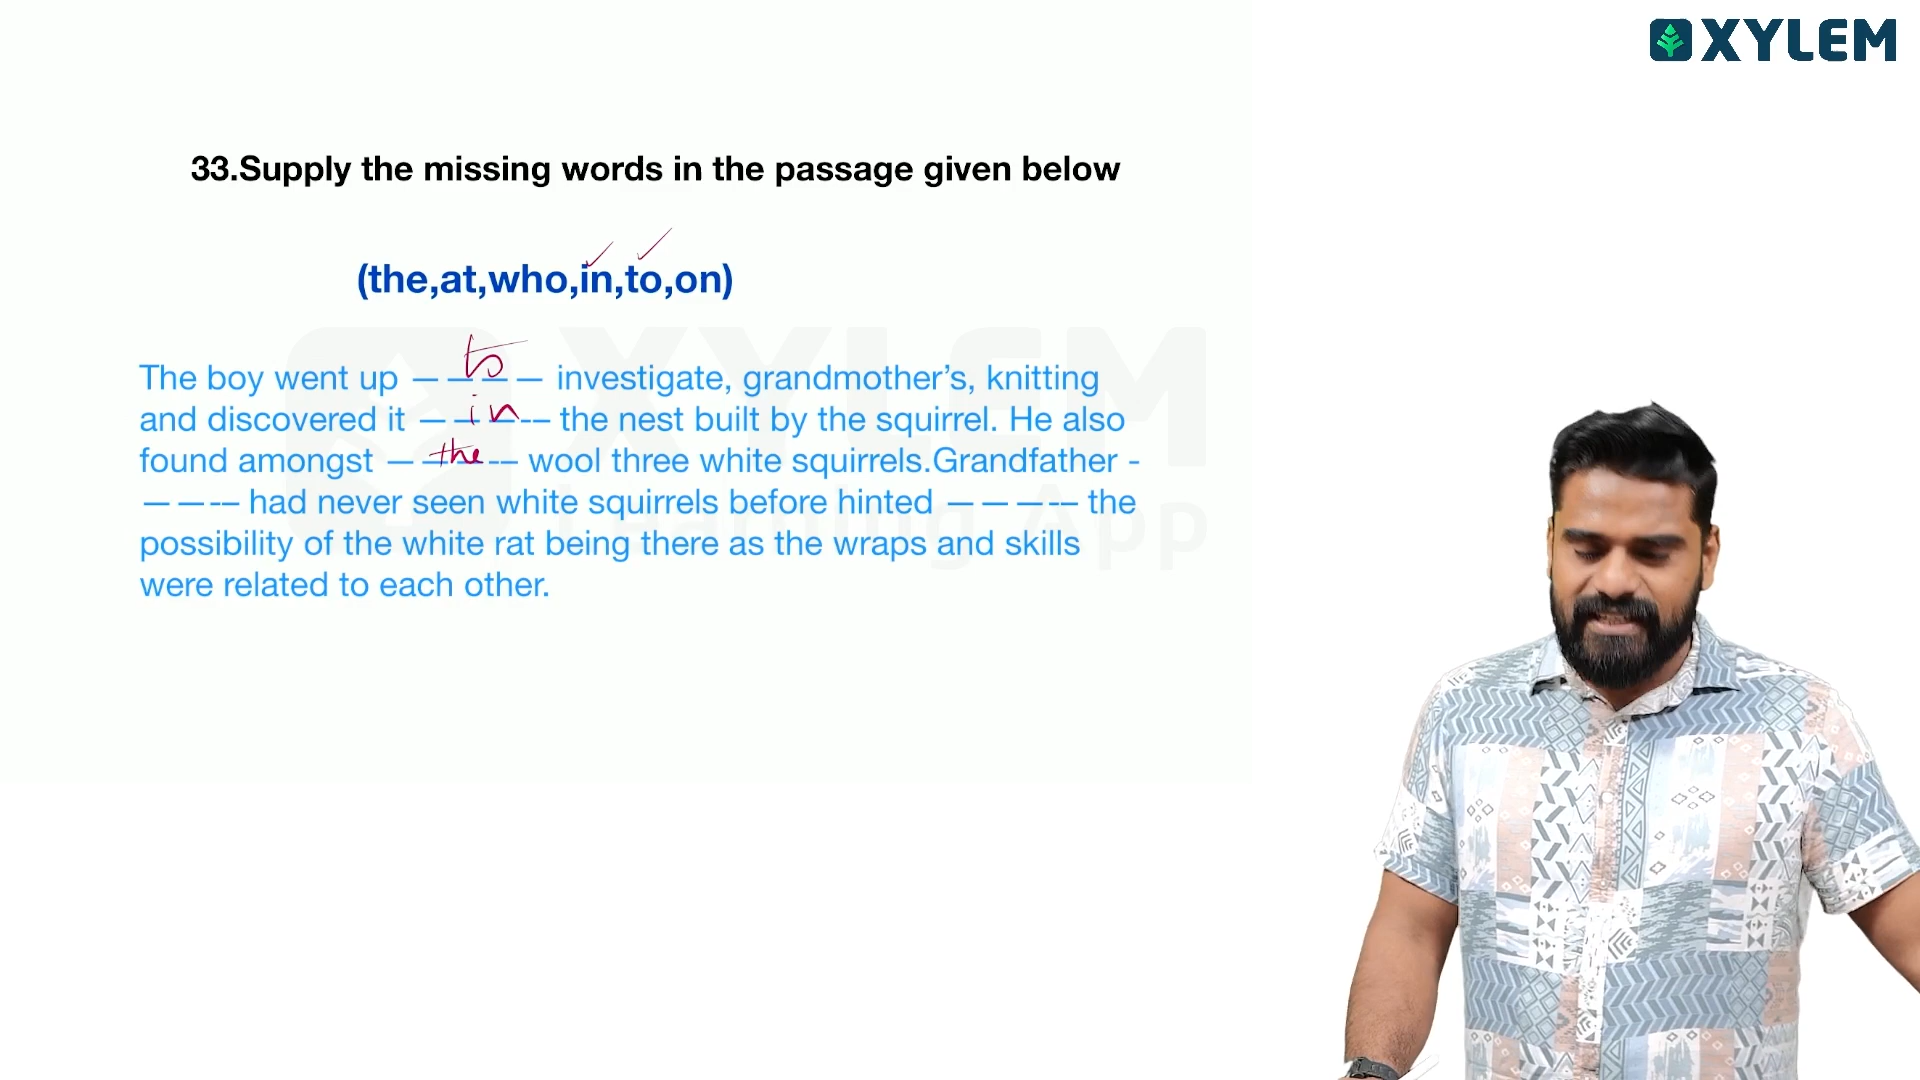 XYLEM
33.Supply the missing words in the passage given below
(the,at,who,in,to,on)
The boy went up — — — — to investigate, grandmother’s, knitting
and discovered it — — —-— in the nest built by the squirrel. He also
found amongst — — —-— the wool three white squirrels.Grandfather -
— —-— had never seen white squirrels before hinted — — —-— the
possibility of the white rat being there as the wraps and skills
were related to each other.
XYLEM
Learning App